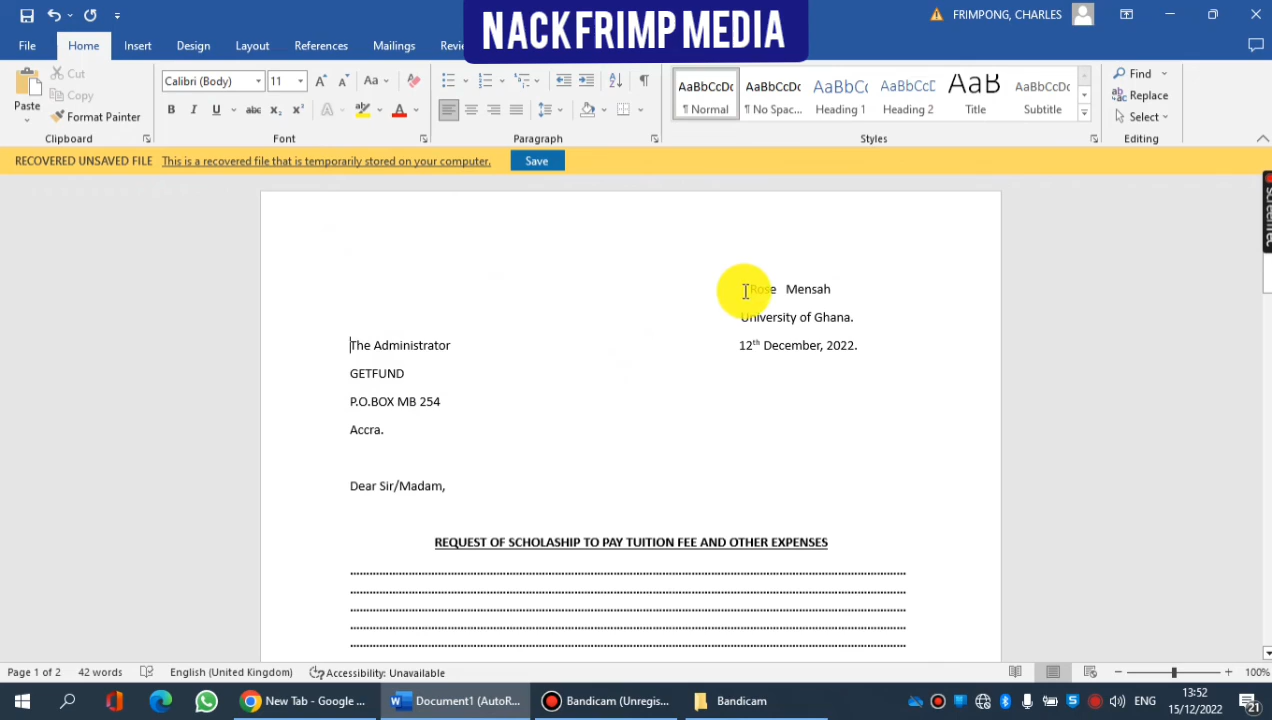 NACK FRIMP MEDIA
FRIMPONG, CHARLES
File Home Insert Design Layout References Mailings
Paste Cut Copy Format Painter
Calibri (Body) 11
AaBbCcDc AaBbCcDc AaBbCcD AaBbCcD AaB AaBbCcD
¶ Normal ¶ No Spac... Heading 1 Heading 2 Title Subtitle
Find
Replace
Select
Clipboard Font Paragraph Styles Editing
RECOVERED UNSAVED FILE This is a recovered file that is temporarily stored on your computer. Save
Rose Mensah
University of Ghana.
The Administrator 12th December, 2022.
GETFUND
P.O.BOX MB 254
Accra.
Dear Sir/Madam,
REQUEST OF SCHOLASHIP TO PAY TUITION FEE AND OTHER EXPENSES
Page 1 of 2 42 words English (United Kingdom) Accessibility: Unavailable 100%
New Tab - Google ... Document1 (AutoR... Bandicam (Unregis... Bandicam ENG 13:52
15/12/2022 21